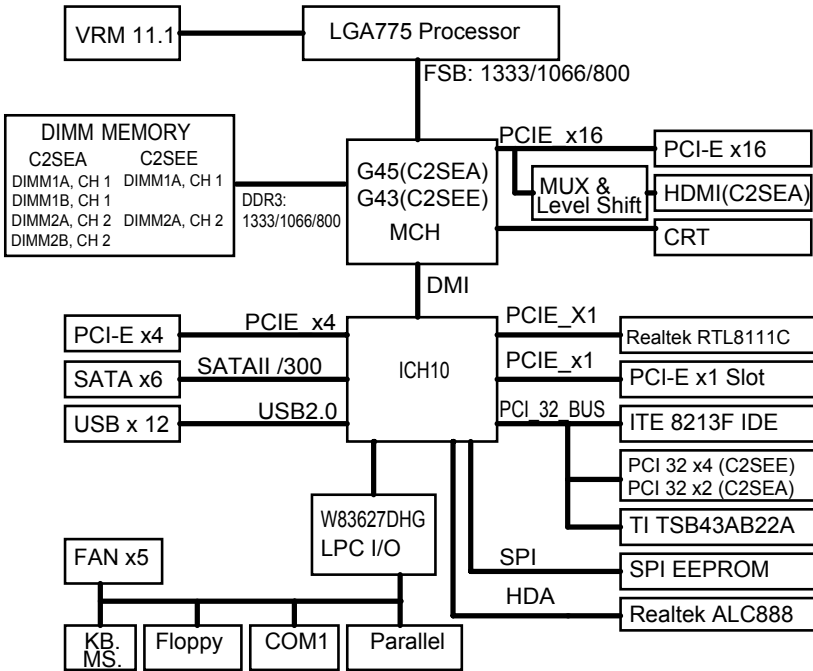 VRM 11.1
LGA775 Processor
FSB: 1333/1066/800
DIMM MEMORY
C2SEA C2SEE
DIMM1A, CH 1 DIMM1A, CH 1
DIMM1B, CH 1
DIMM2A, CH 2 DIMM2A, CH 2
DIMM2B, CH 2
DDR3:
1333/1066/800
G45(C2SEA)
G43(C2SEE)
MCH
PCIE_x16
PCI-E x16
MUX &
Level Shift
HDMI(C2SEA)
CRT
DMI
PCI-E x4
PCIE_x4
SATA x6
SATAII /300
USB x 12
USB2.0
ICH10
PCIE_X1
Realtek RTL8111C
PCIE_x1
PCI-E x1 Slot
PCI_32_BUS
ITE 8213F IDE
PCI 32 x4 (C2SEE)
PCI 32 x2 (C2SEA)
TI TSB43AB22A
SPI
SPI EEPROM
HDA
Realtek ALC888
W83627DHG
LPC I/O
FAN x5
KB.
MS.
Floppy
COM1
Parallel